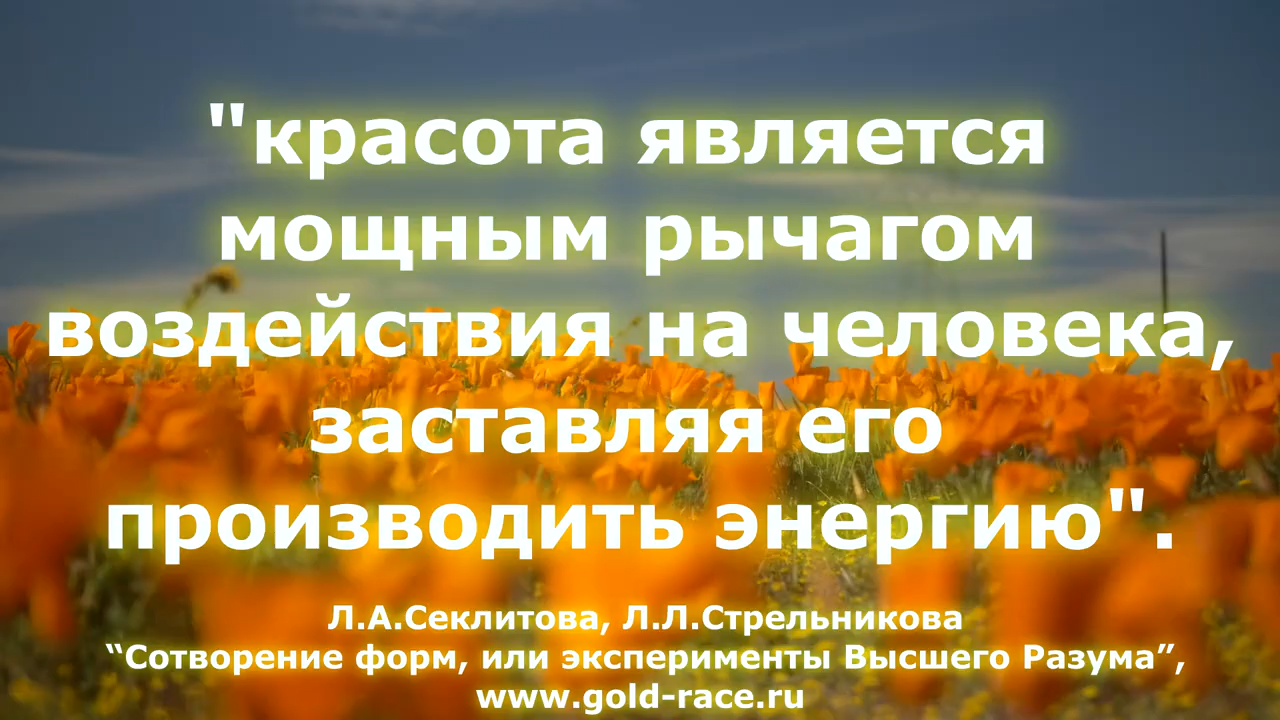 "красота является
мощным рычагом
воздействия на человека,
заставляя его
производить энергию".
Л.А.Секлитова, Л.Л.Стрельникова
“Сотворение форм, или эксперименты Высшего Разума”,
www.gold-race.ru